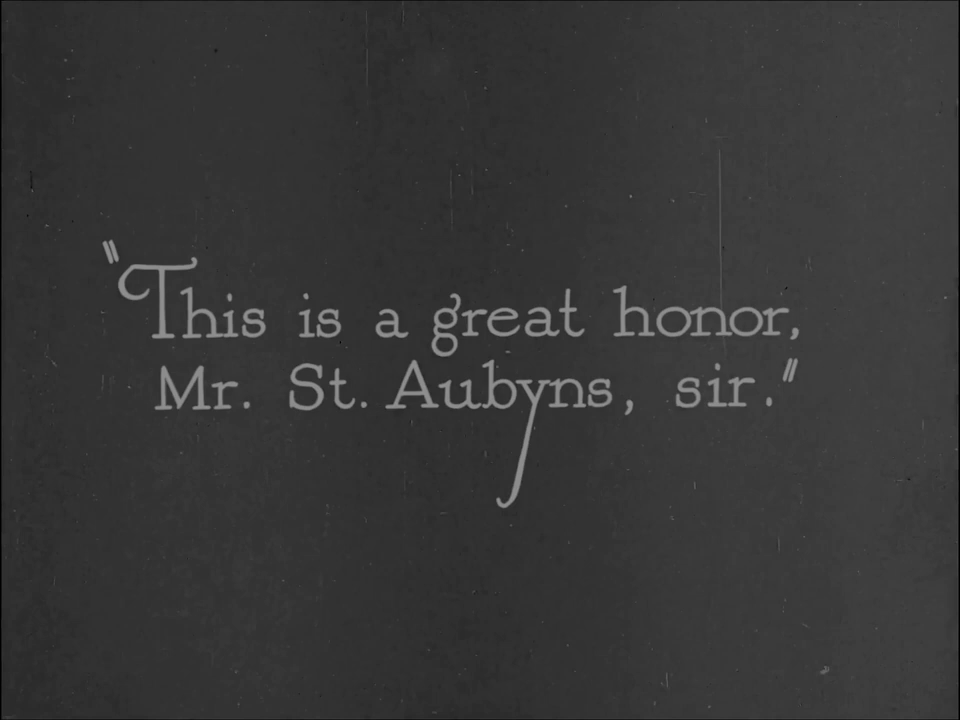 "This is a great honor,
Mr. St. Aubyns, sir."